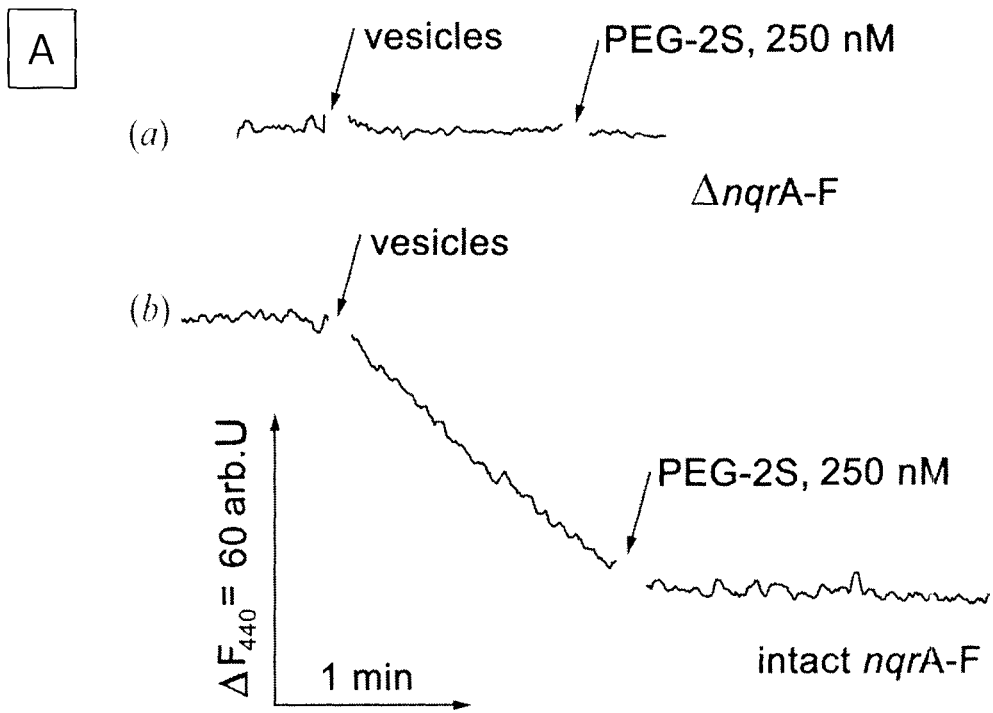 A
vesicles
PEG-2S, 250 nM
(a)
ΔnqrA-F
vesicles
(b)
ΔF₄₄₀ = 60 arb.U
PEG-2S, 250 nM
1 min
intact nqrA-F